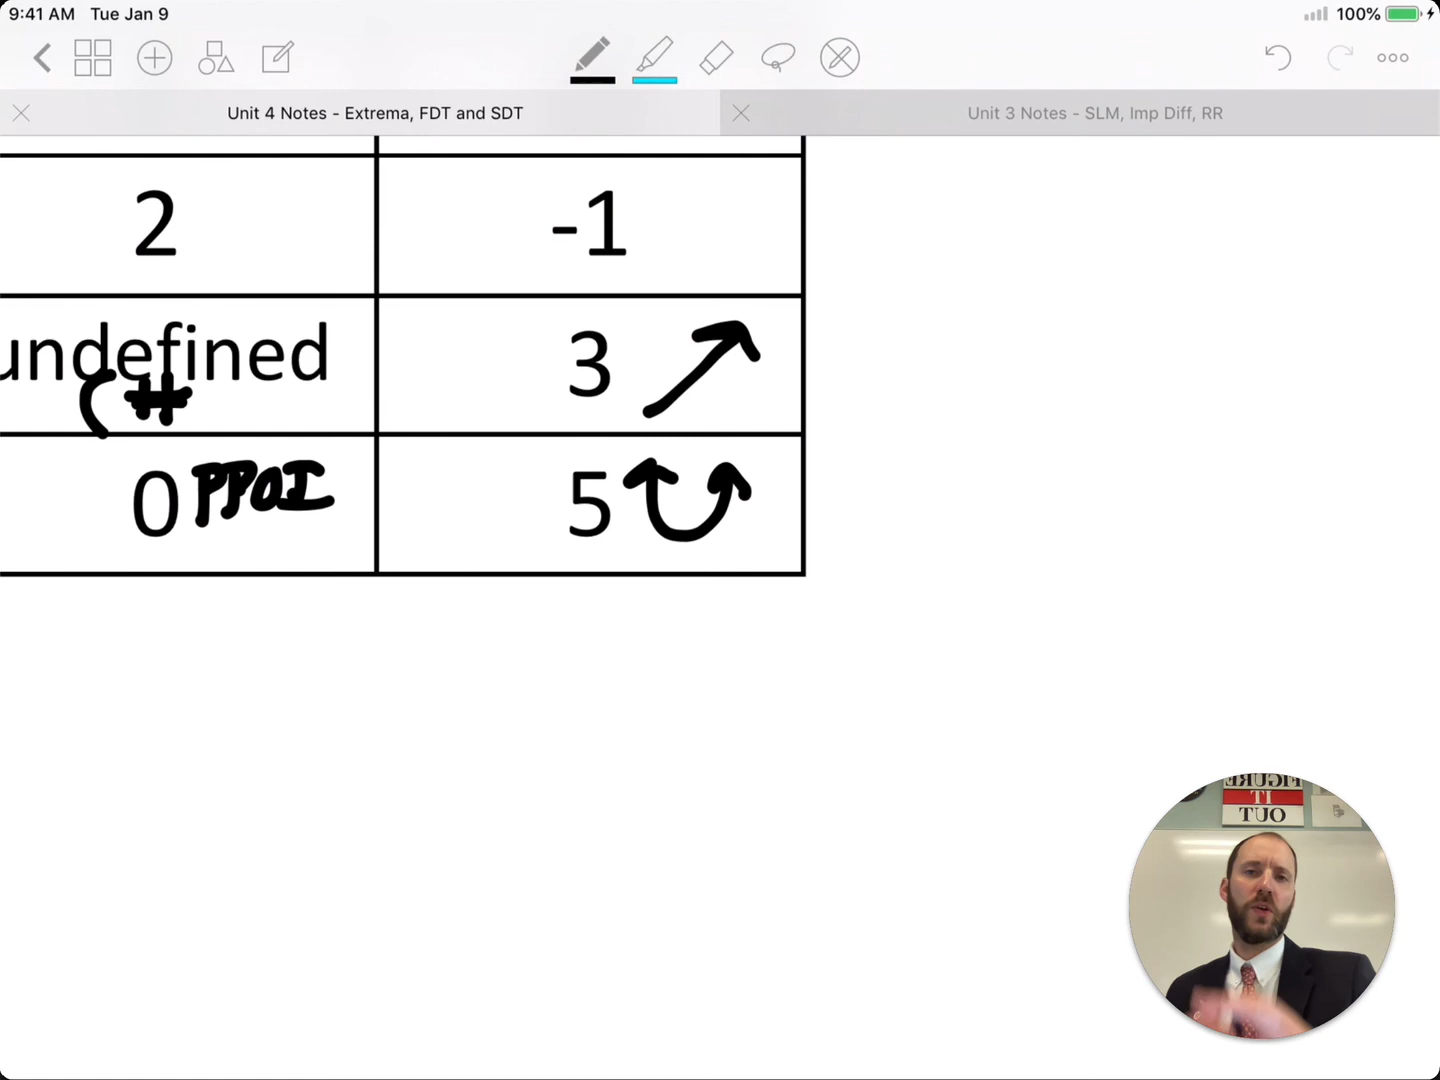 9:41 AM Tue Jan 9 100%
Unit 4 Notes - Extrema, FDT and SDT Unit 3 Notes - SLM, Imp Diff, RR
2 -1
undefined 3
(#
0 PPOI 5
FIGURE
IT
OUT